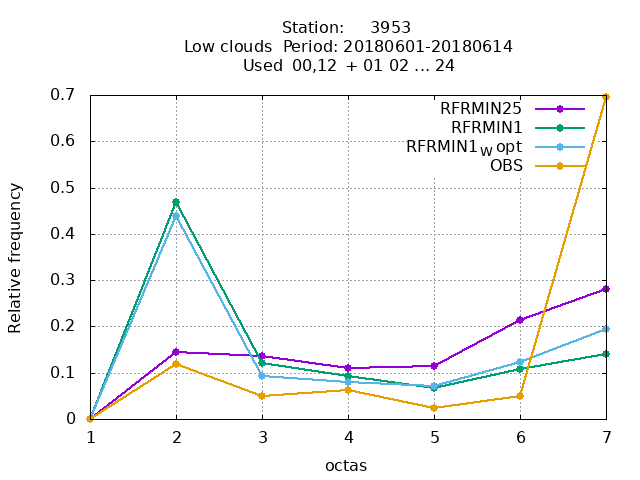 Station: 3953
Low clouds Period: 20180601-20180614
Used 00,12 + 01 02 ... 24
RFRMIN25
RFRMIN1
RFRMIN1W opt
OBS
Relative frequency
0.7
0.6
0.5
0.4
0.3
0.2
0.1
0
1 2 3 4 5 6 7
octas